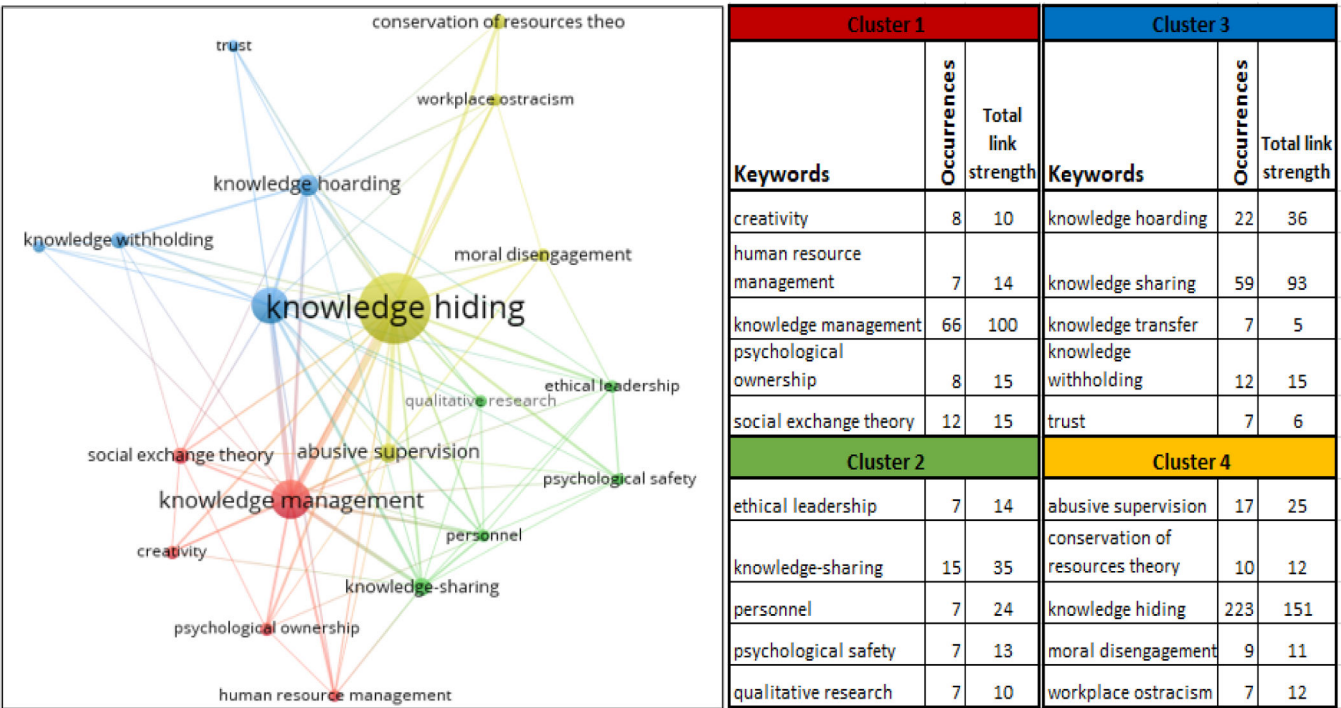 conservation of resources theo
trust
workplace ostracism
knowledge hoarding
knowledge withholding
moral disengagement
knowledge hiding
ethical leadership
qualitative research
social exchange theory
abusive supervision
psychological safety
knowledge management
personnel
creativity
knowledge-sharing
psychological ownership
human resource management
Cluster 1
Keywords
Occurrences
Total
link
strength
creativity 8 10
human resource
management 7 14
knowledge management 66 100
psychological
ownership 8 15
social exchange theory 12 15
Cluster 3
Keywords
Occurrences
Total link
strength
knowledge hoarding 22 36
knowledge sharing 59 93
knowledge transfer 7 5
knowledge
withholding 12 15
trust 7 6
Cluster 2
ethical leadership 7 14
knowledge-sharing 15 35
personnel 7 24
psychological safety 7 13
qualitative research 7 10
Cluster 4
abusive supervision 17 25
conservation of
resources theory 10 12
knowledge hiding 223 151
moral disengagement 9 11
workplace ostracism 7 12